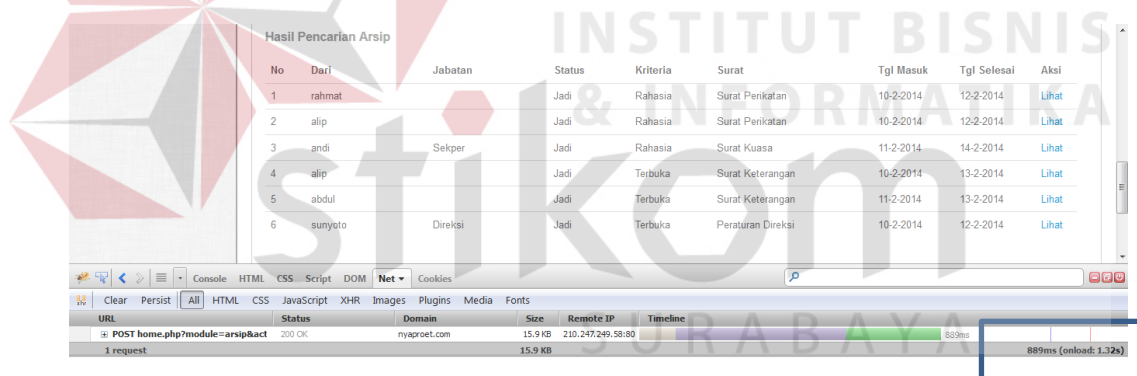 INSTITUT BISNIS
& INFORMATIKA
stikom
SURABAYA
Hasil Pencarian Arsip
No Dari Jabatan Status Kriteria Surat Tgl Masuk Tgl Selesai Aksi
1 rahmat Jadi Rahasia Surat Perikatan 10-2-2014 12-2-2014 Lihat
2 alip Jadi Rahasia Surat Perikatan 10-2-2014 12-2-2014 Lihat
3 andi Sekper Jadi Rahasia Surat Kuasa 11-2-2014 14-2-2014 Lihat
4 alip Jadi Terbuka Surat Keterangan 10-2-2014 13-2-2014 Lihat
5 abdul Jadi Terbuka Surat Keterangan 11-2-2014 13-2-2014 Lihat
6 sunyoto Direksi Jadi Terbuka Peraturan Direksi 10-2-2014 12-2-2014 Lihat
Console HTML CSS Script DOM Net Cookies
Clear Persist All HTML CSS JavaScript XHR Images Plugins Media Fonts
URL Status Domain Size Remote IP Timeline
POST home.php?module=arsip&act 200 OK nyaproet.com 15.9 KB 210.247.249.58:80 889ms
1 request 15.9 KB 889ms (onload: 1.32s)